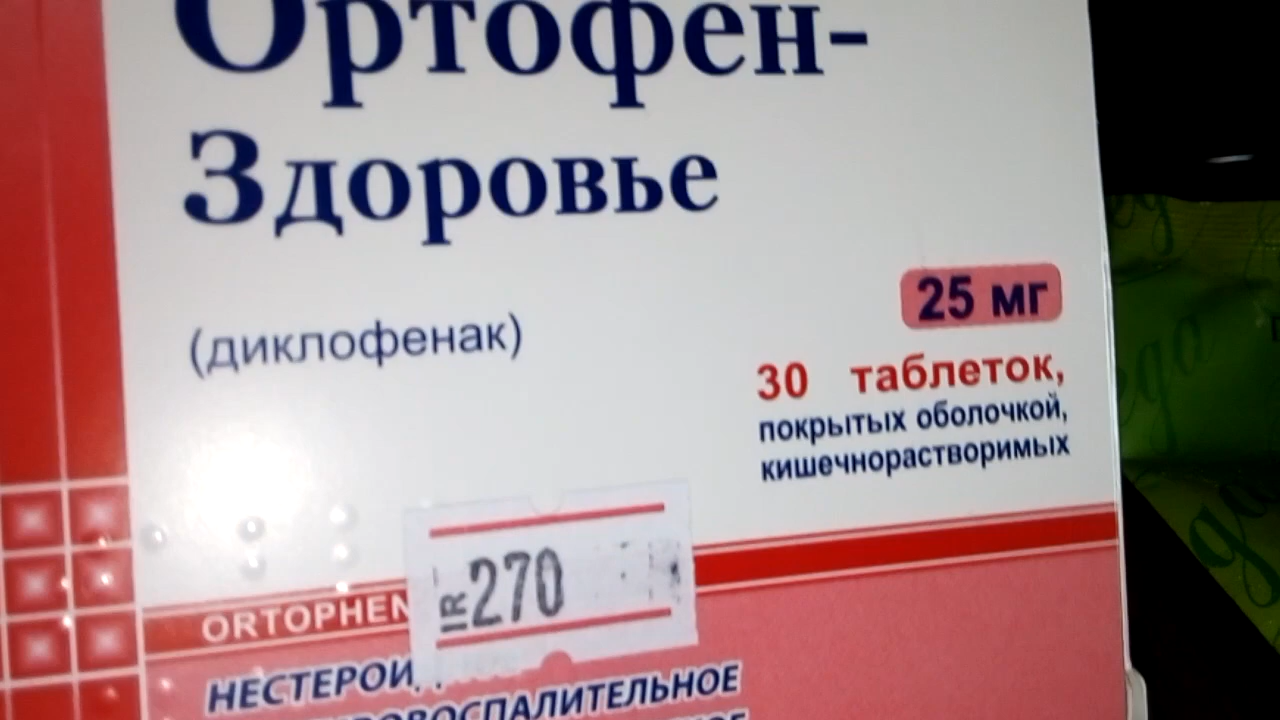 Ортофен-
Здоровье
(диклофенак)
25 мг
30 таблеток,
покрытых оболочкой,
кишечнорастворимых
270
ORTOPHEN
НЕСТЕРОИ
ВОСПАЛИТЕЛЬНОЕ